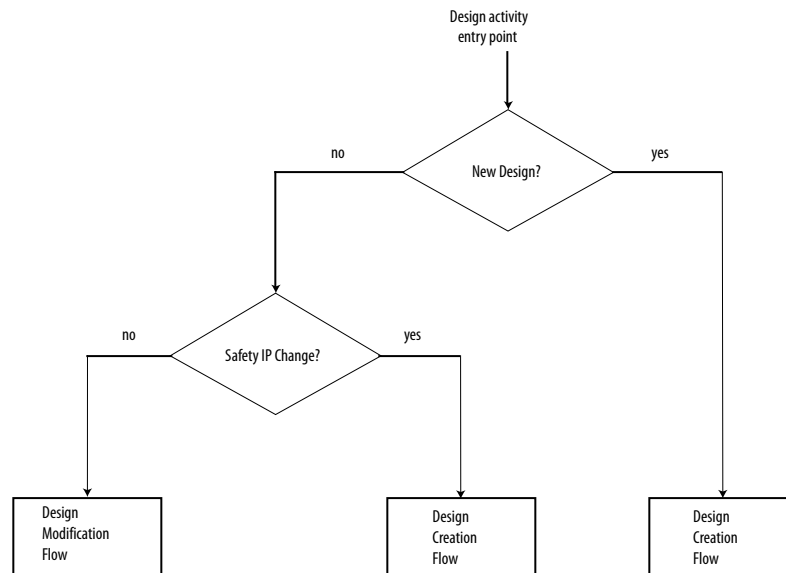 Design activity
entry point
no
yes
New Design?
no
yes
Safety IP Change?
Design
Modification
Flow
Design
Creation
Flow
Design
Creation
Flow